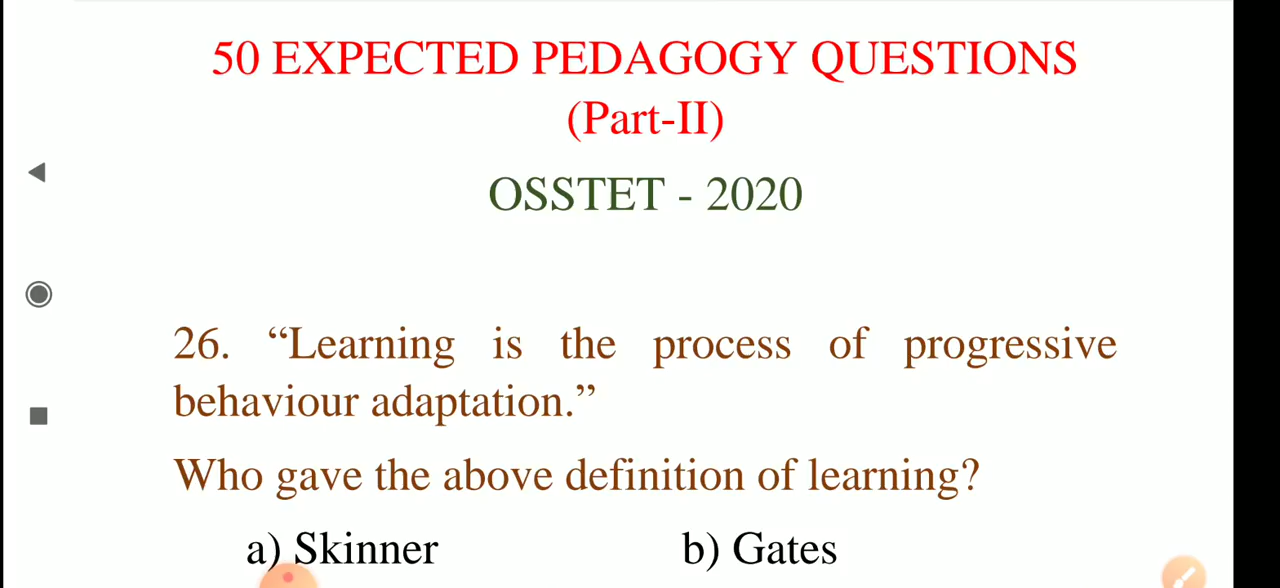 50 EXPECTED PEDAGOGY QUESTIONS
(Part-II)
OSSTET - 2020
26. “Learning is the process of progressive
behaviour adaptation.”
Who gave the above definition of learning?
a) Skinner b) Gates